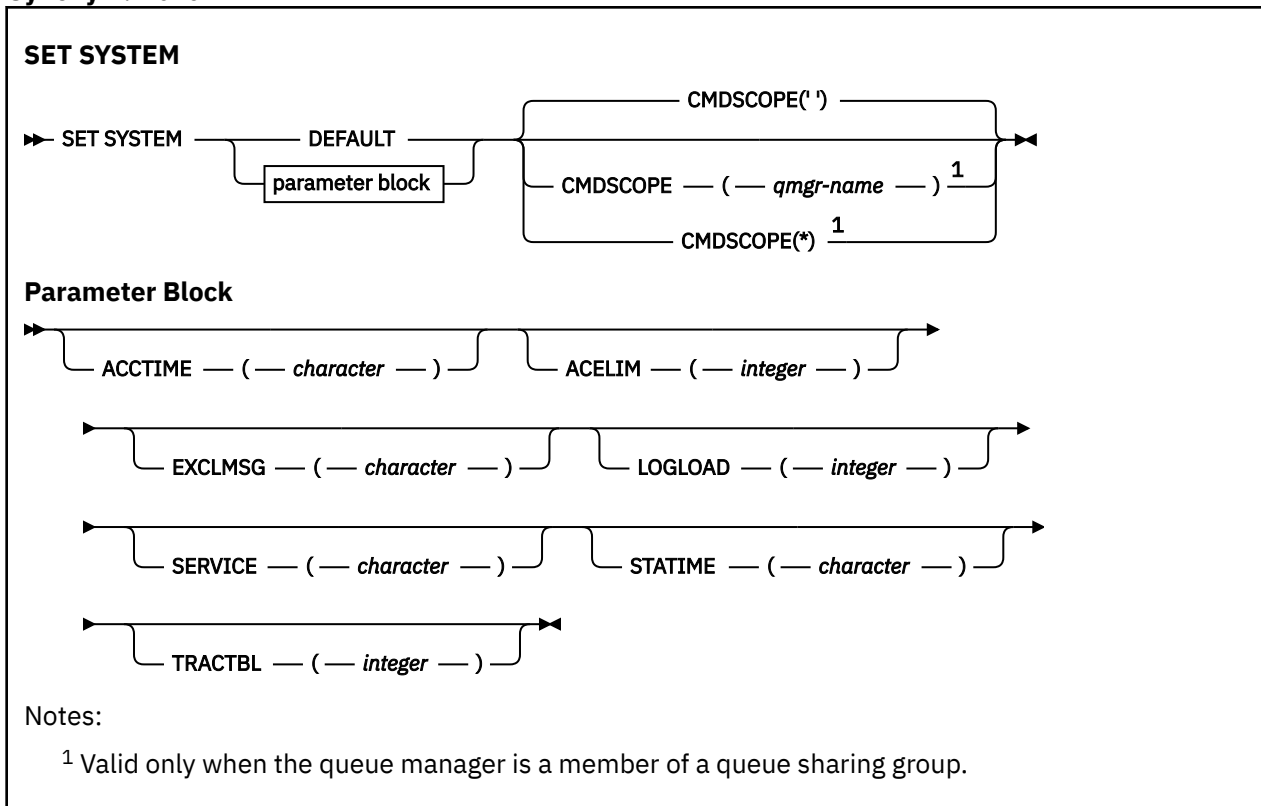 SET SYSTEM
CMDSCOPE(' ')
SET SYSTEM DEFAULT
parameter block
CMDSCOPE ( qmgr-name ) 1
CMDSCOPE(*) 1
Parameter Block
ACCTIME ( character ) ACELIM ( integer )
EXCLMSG ( character ) LOGLOAD ( integer )
SERVICE ( character ) STATIME ( character )
TRACTBL ( integer )
Notes:
1 Valid only when the queue manager is a member of a queue sharing group.